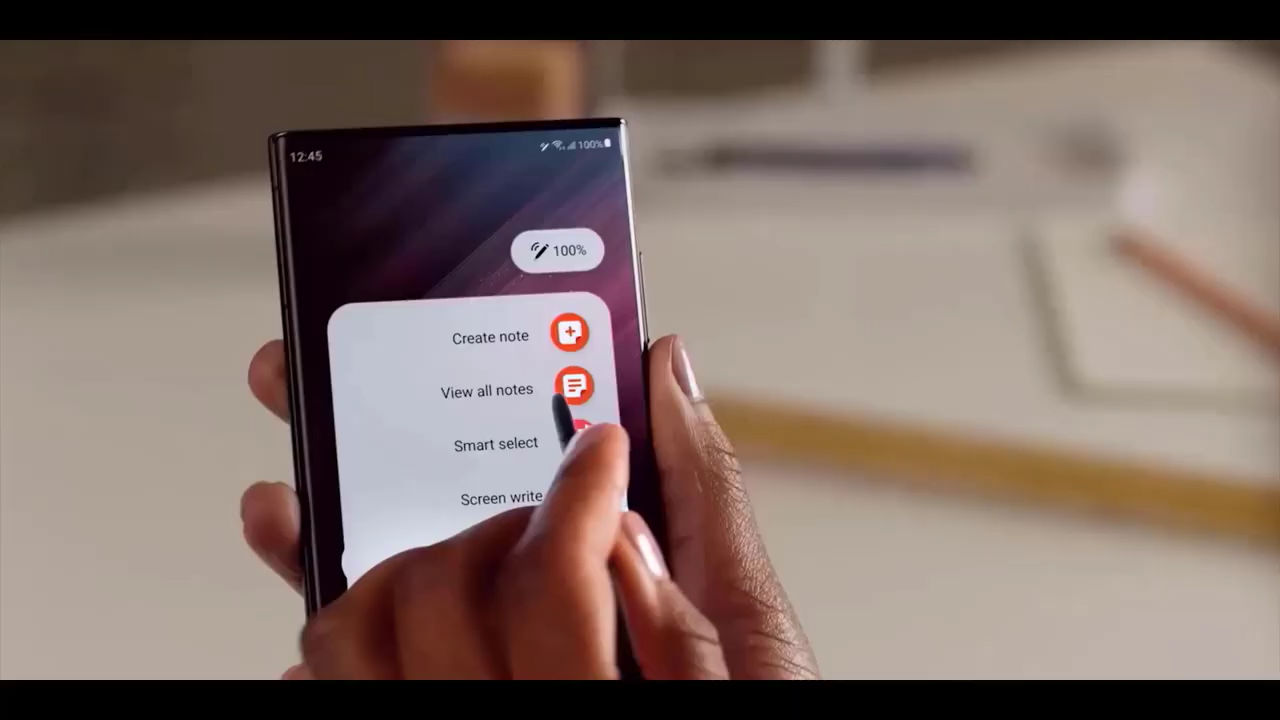 12:45
100%
100%
Create note
View all notes
Smart select
Screen write